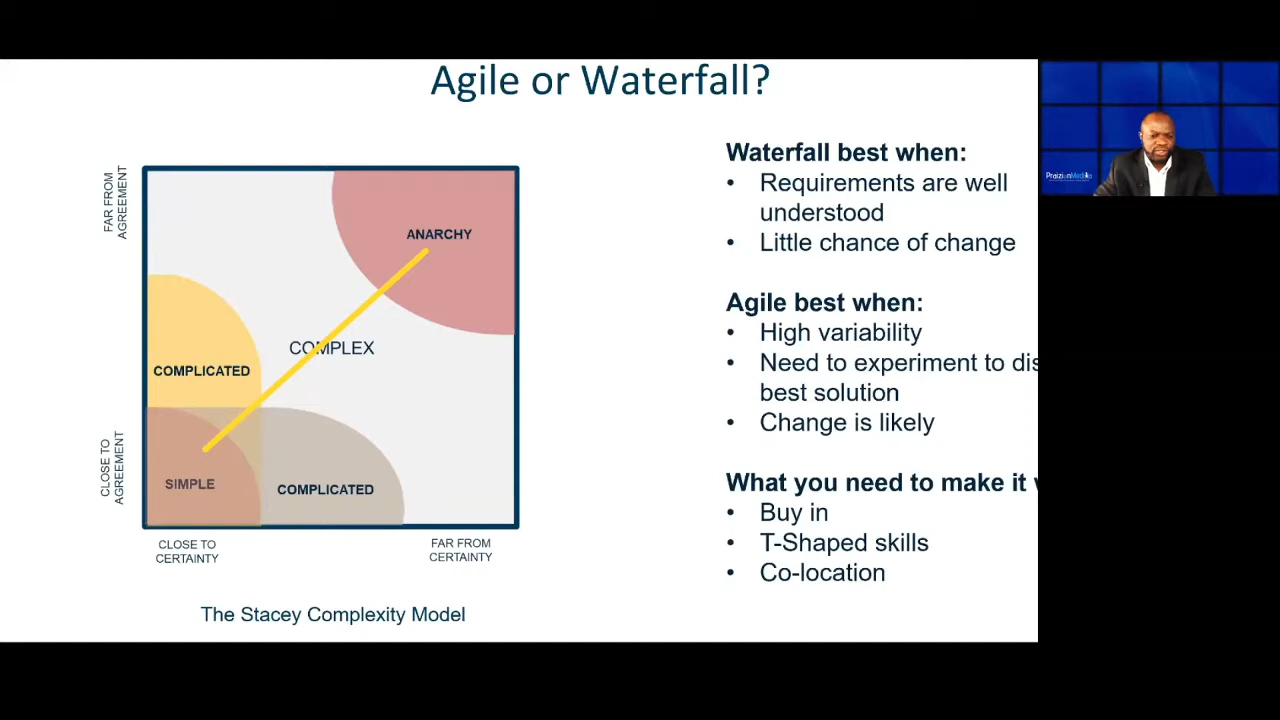 Agile or Waterfall?
FAR FROM
AGREEMENT
ANARCHY
COMPLEX
COMPLICATED
CLOSE TO
AGREEMENT
SIMPLE
COMPLICATED
CLOSE TO
CERTAINTY
FAR FROM
CERTAINTY
The Stacey Complexity Model
Waterfall best when:
• Requirements are well
understood
• Little chance of change
Agile best when:
• High variability
• Need to experiment to dis
best solution
• Change is likely
What you need to make it
• Buy in
• T-Shaped skills
• Co-location
PraizionMedia